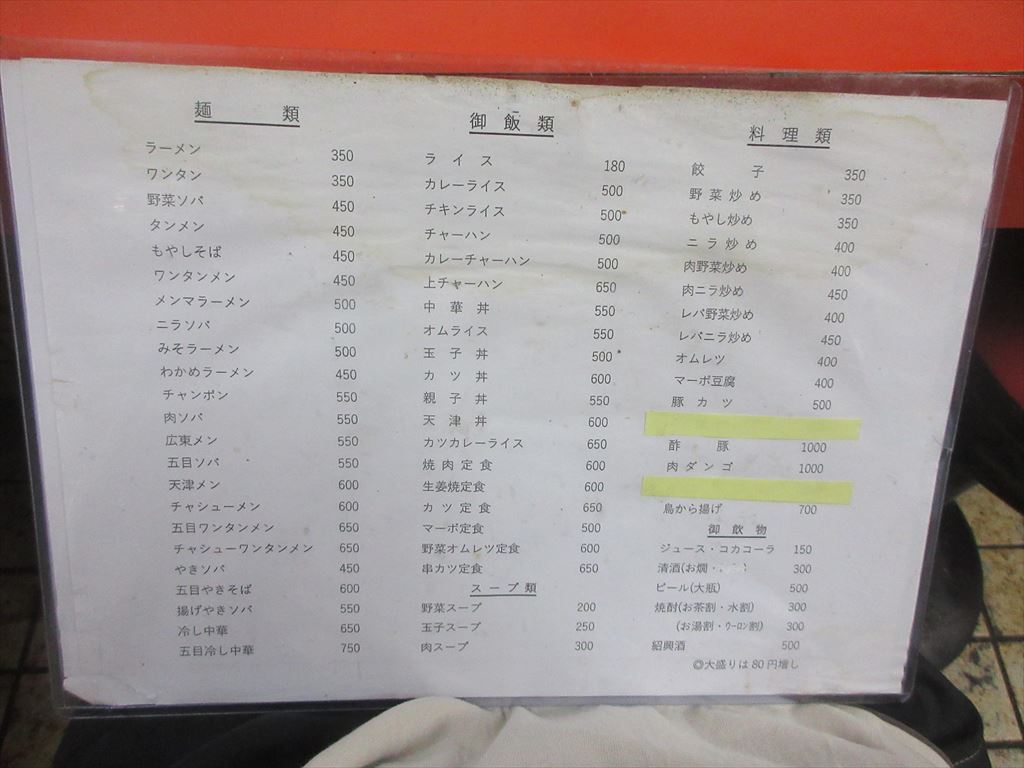 麺 類
ラーメン 350
ワンタン 350
野菜ソバ 450
タンメン 450
もやしそば 450
ワンタンメン 450
メンマラーメン 500
ニラソバ 500
みそラーメン 500
わかめラーメン 450
チャンポン 550
肉ソバ 550
広東メン 550
五目ソバ 550
天津メン 600
チャシューメン 600
五目ワンタンメン 650
チャシューワンタンメン 650
やきソバ 450
五目やきそば 600
揚げやきソバ 550
冷し中華 650
五目冷し中華 750
御 飯 類
ライス 180
カレーライス 500
チキンライス 500
チャーハン 500
カレーチャーハン 500
上チャーハン 650
中華丼 550
オムライス 550
玉子丼 500
カツ丼 600
親子丼 550
天津丼 600
カツカレーライス 650
焼肉定食 600
生姜焼定食 600
カツ定食 650
マーボ定食 500
野菜オムレツ定食 600
串カツ定食 650
スープ類
野菜スープ 200
玉子スープ 250
肉スープ 300
料 理 類
餃子 350
野菜炒め 350
もやし炒め 350
ニラ炒め 400
肉野菜炒め 400
肉ニラ炒め 450
レバ野菜炒め 400
レバニラ炒め 450
オムレツ 400
マーボ豆腐 400
豚カツ 500
酢豚 1000
肉ダンゴ 1000
鳥から揚げ 700
御 飲 物
ジュース・コカコーラ 150
清酒(お燗・ ) 300
ビール(大瓶) 500
焼酎(お茶割・水割) 300
(お湯割・ウーロン割) 300
紹興酒 500
◎大盛りは80円増し